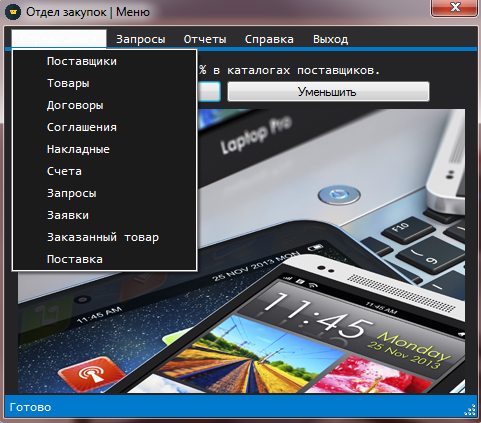 Отдел закупок | Меню
Запросы Отчеты Справка Выход
Поставщики
Товары
Договоры
Соглашения
Накладные
Счета
Запросы
Заявки
Заказанный товар
Поставка
% в каталогах поставщиков.
Уменьшить
Laptop Pro
F10
11:45 AM
25 NOV 2013 MON
11:45 AM
11:45
Monday
25 Nov 2013
Готово